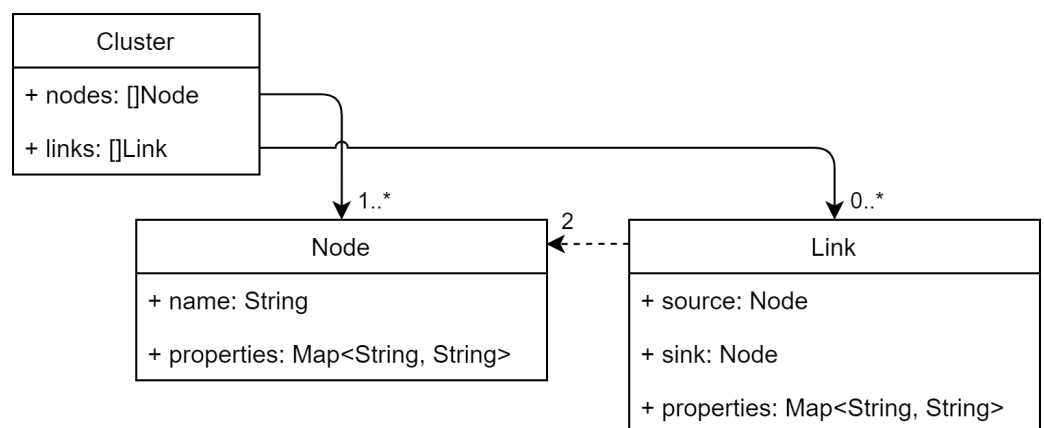 Cluster
+ nodes: []Node
+ links: []Link
1..*
0..*
2
Node
Link
+ name: String
+ source: Node
+ properties: Map<String, String>
+ sink: Node
+ properties: Map<String, String>